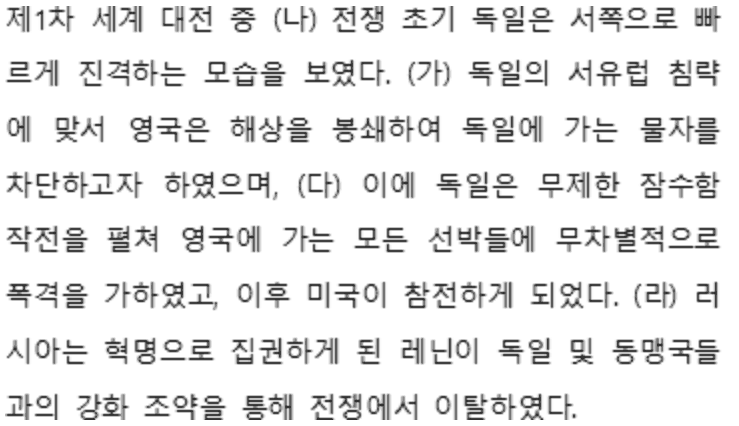 제1차 세계 대전 중 (나) 전쟁 초기 독일은 서쪽으로 빠
르게 진격하는 모습을 보였다. (가) 독일의 서유럽 침략
에 맞서 영국은 해상을 봉쇄하여 독일에 가는 물자를
차단하고자 하였으며, (다) 이에 독일은 무제한 잠수함
작전을 펼쳐 영국에 가는 모든 선박들에 무차별적으로
폭격을 가하였고, 이후 미국이 참전하게 되었다. (라) 러
시아는 혁명으로 집권하게 된 레닌이 독일 및 동맹국들
과의 강화 조약을 통해 전쟁에서 이탈하였다.